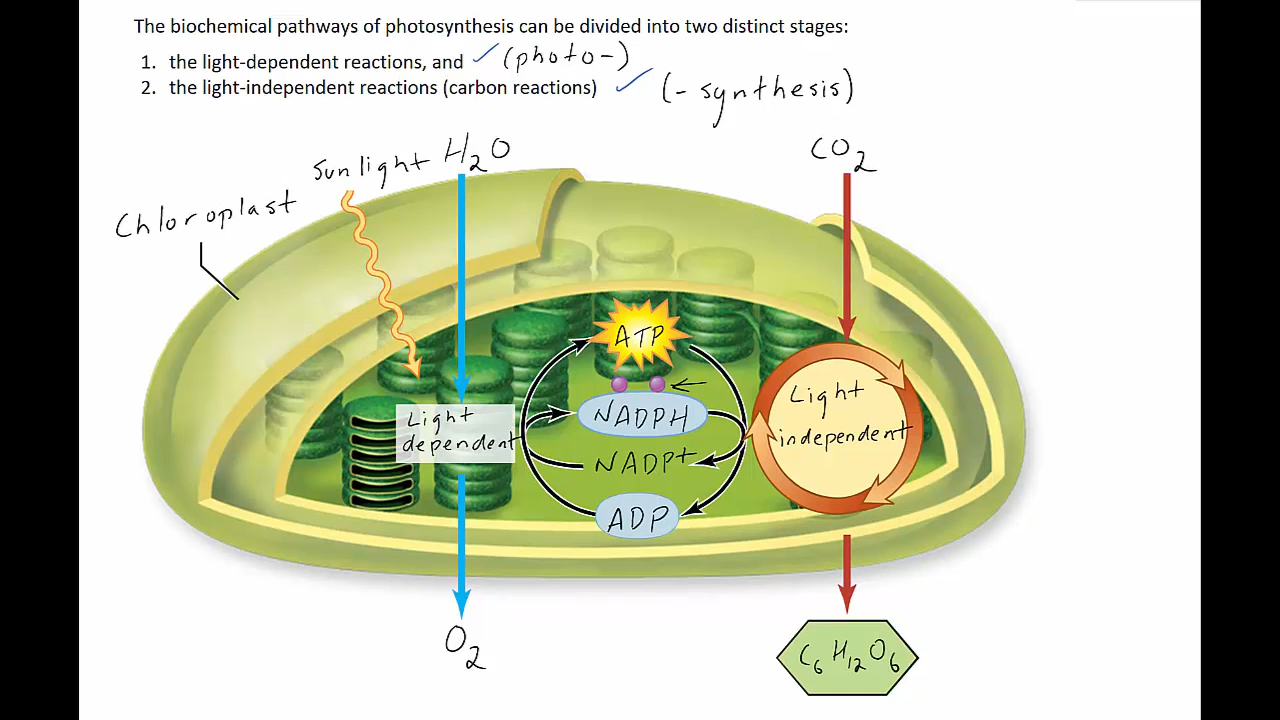 The biochemical pathways of photosynthesis can be divided into two distinct stages:
1. the light-dependent reactions, and ✓ (photo-)
2. the light-independent reactions (carbon reactions) ✓ (-synthesis)
Sunlight H₂O
CO₂
Chloroplast
ATP
Light
dependent
NADPH
NADP+
ADP
Light
independent
O₂
C₆H₁₂O₆